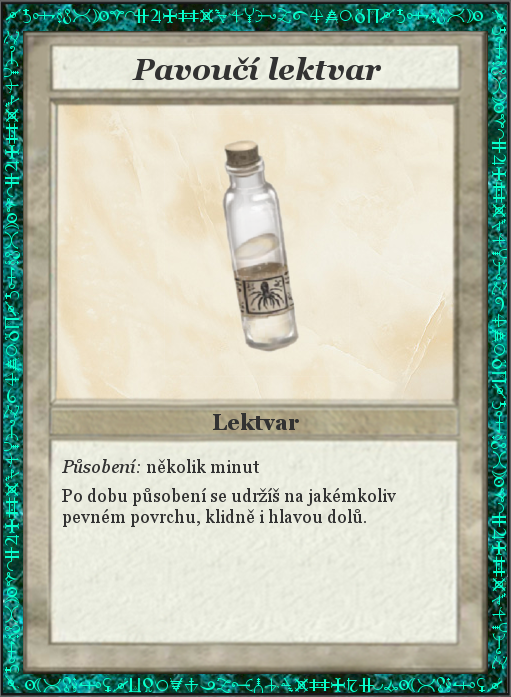 Pavoučí lektvar
Lektvar
Působení: několik minut
Po dobu působení se udržíš na jakémkoliv
pevném povrchu, klidně i hlavou dolů.